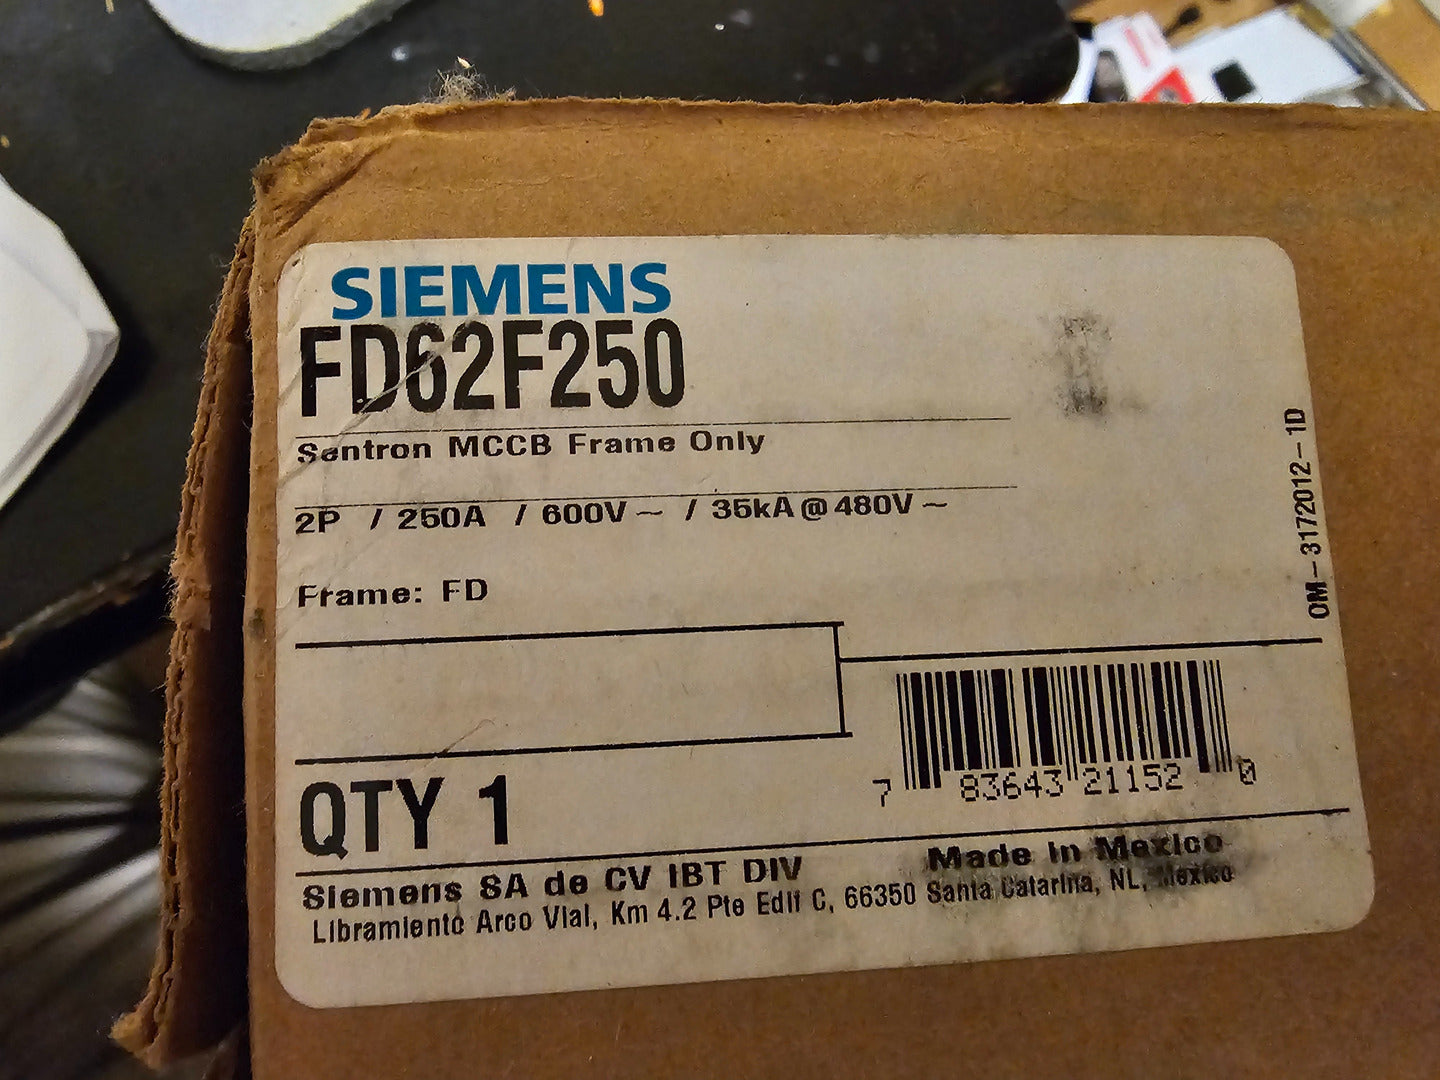 SIEMENS
FD62F250
Sentron MCCB Frame Only
2P / 250A / 600V ~ / 35kA @ 480V ~
Frame: FD
OM-3172012-1D
7 83643 21152 0
QTY 1
Made in Mexico
Siemens SA de CV IBT DIV
Libramiento Arco Vial, Km 4.2 Pte Edif C, 66350 Santa Catarina, NL, Mexico